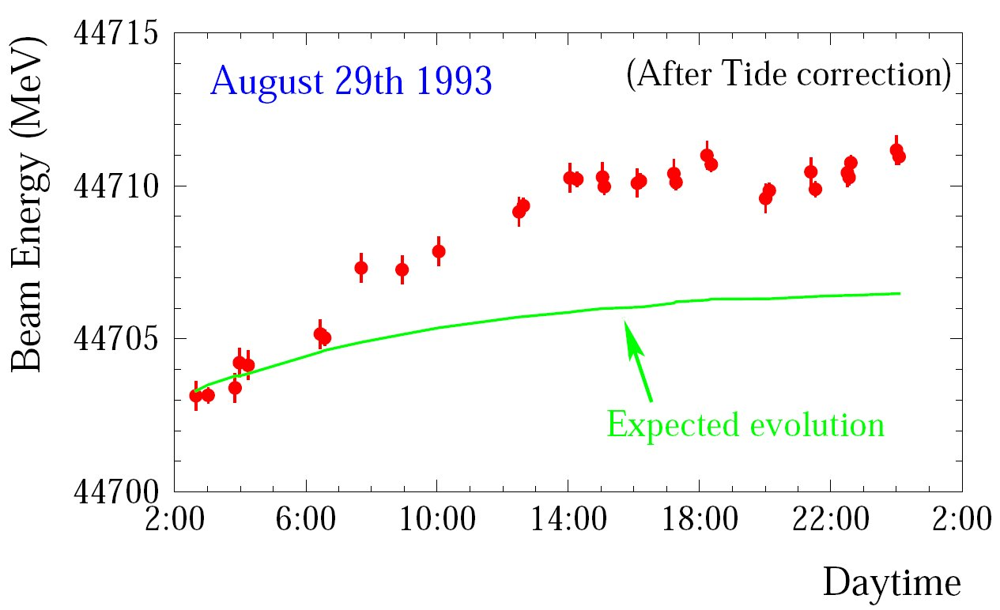 44715
August 29th 1993
(After Tide correction)
Beam Energy (MeV)
44710
44705
Expected evolution
44700
2:00 6:00 10:00 14:00 18:00 22:00 2:00
Daytime